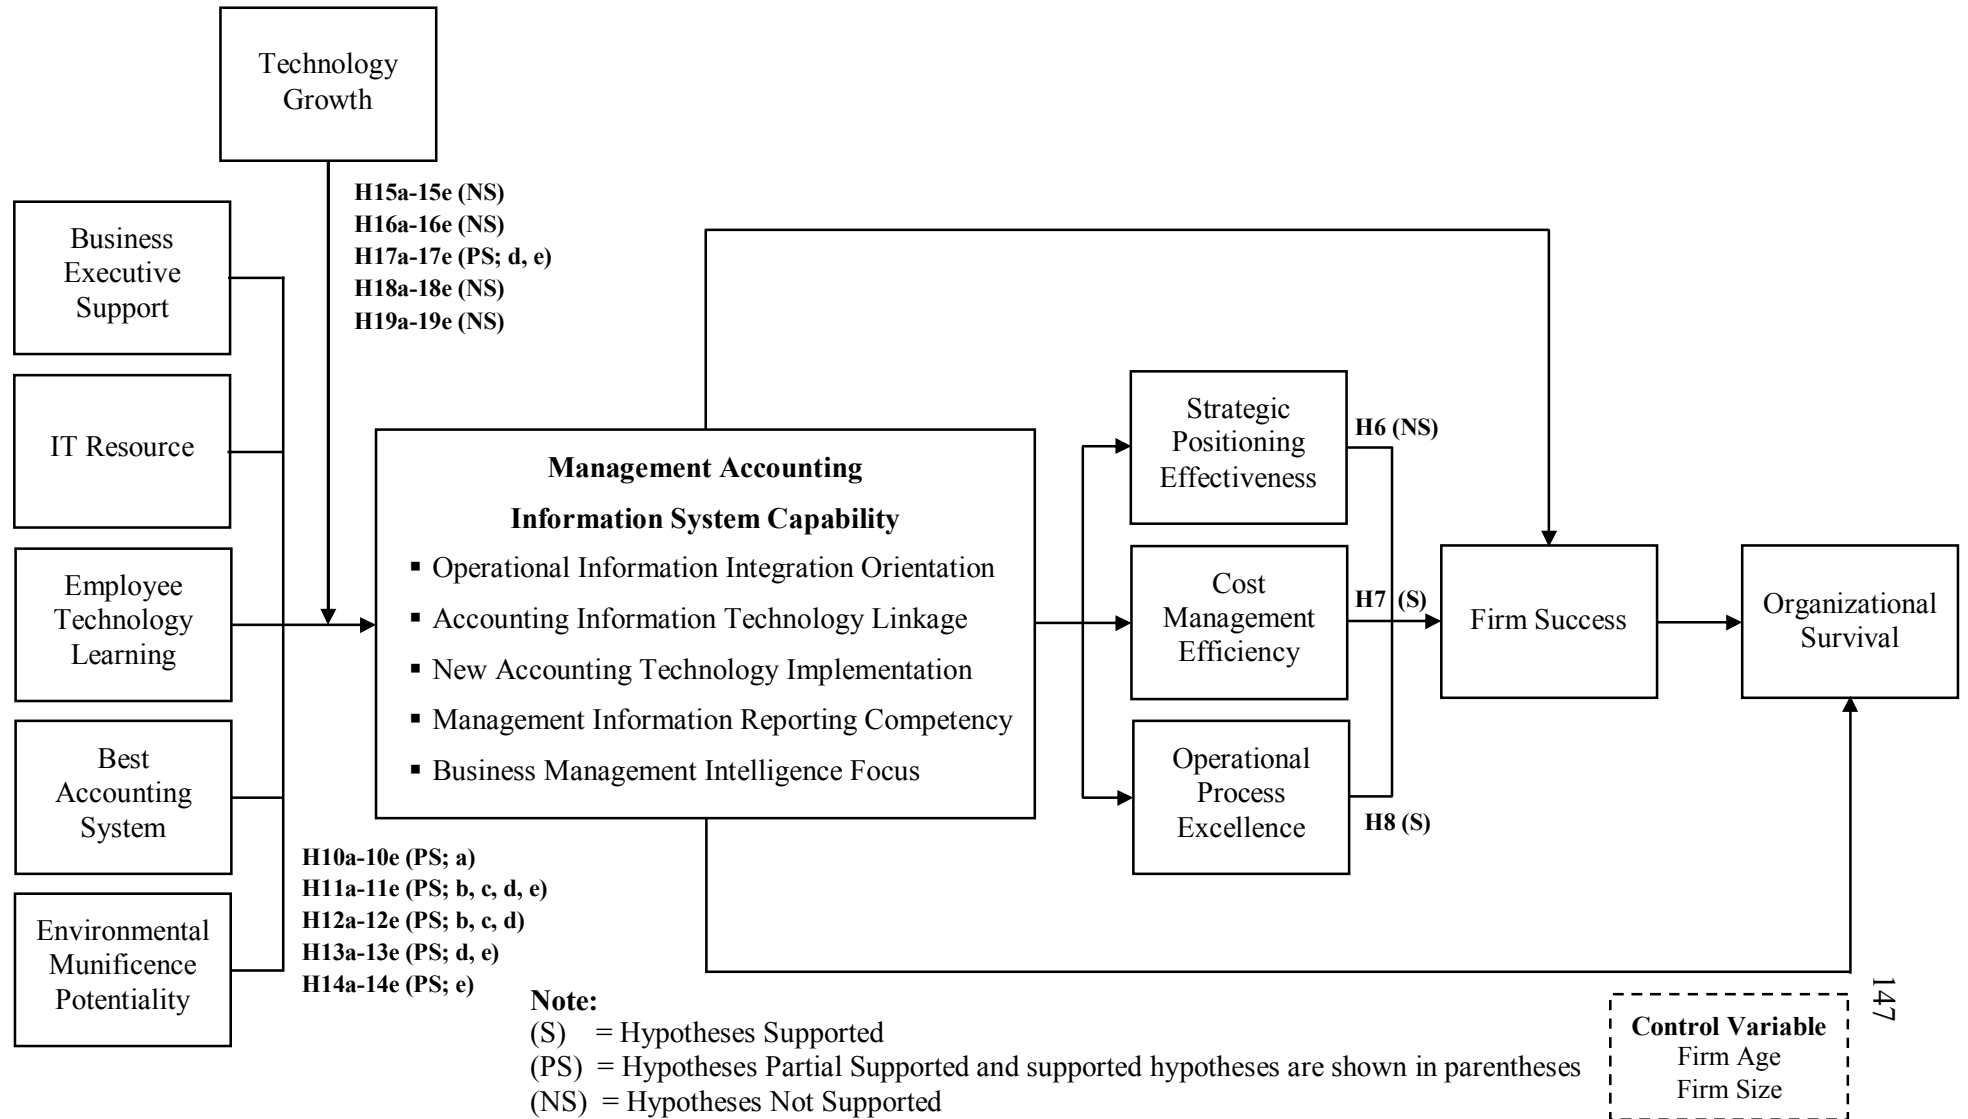 Technology
Growth
H15a-15e (NS)
H16a-16e (NS)
H17a-17e (PS; d, e)
H18a-18e (NS)
H19a-19e (NS)
Business
Executive
Support
IT Resource
Employee
Technology
Learning
Best
Accounting
System
Environmental
Munificence
Potentiality
H10a-10e (PS; a)
H11a-11e (PS; b, c, d, e)
H12a-12e (PS; b, c, d)
H13a-13e (PS; d, e)
H14a-14e (PS; e)
Management Accounting
Information System Capability
▪ Operational Information Integration Orientation
▪ Accounting Information Technology Linkage
▪ New Accounting Technology Implementation
▪ Management Information Reporting Competency
▪ Business Management Intelligence Focus
Strategic
Positioning
Effectiveness
H6 (NS)
Cost
Management
Efficiency
H7 (S)
Operational
Process
Excellence
H8 (S)
Firm Success
Organizational
Survival
Note:
(S) = Hypotheses Supported
(PS) = Hypotheses Partial Supported and supported hypotheses are shown in parentheses
(NS) = Hypotheses Not Supported
Control Variable
Firm Age
Firm Size
147